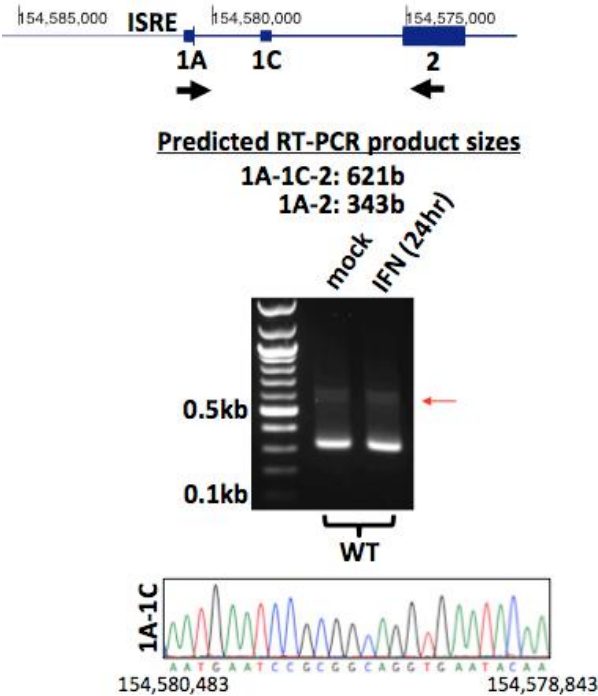 154,585,000 ISRE 154,580,000 154,575,000
1A 1C 2
Predicted RT-PCR product sizes
1A-1C-2: 621b
1A-2: 343b
mock IFN (24hr)
0.5kb
0.1kb
WT
1A-1C
AATGAATCCGCGGCAGGTGAATACAA
154,580,483 154,578,843